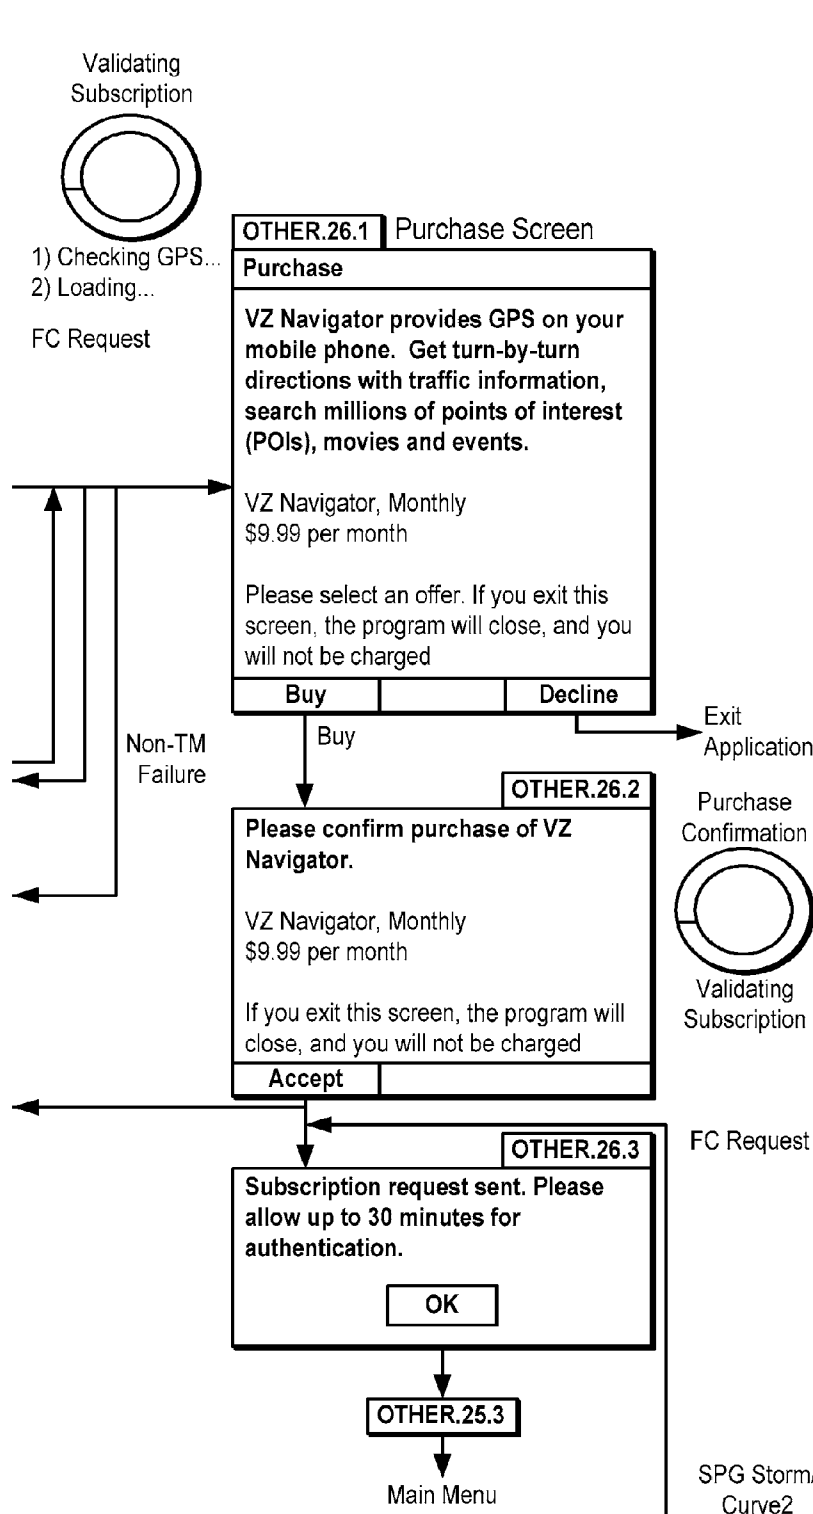 Validating
Subscription
1) Checking GPS...
2) Loading...
FC Request
OTHER.26.1 Purchase Screen
Purchase
VZ Navigator provides GPS on your
mobile phone. Get turn-by-turn
directions with traffic information,
search millions of points of interest
(POIs), movies and events.
VZ Navigator, Monthly
$9.99 per month
Please select an offer. If you exit this
screen, the program will close, and you
will not be charged
Buy Decline
Buy
Exit
Application
Non-TM
Failure
OTHER.26.2
Please confirm purchase of VZ
Navigator.
VZ Navigator, Monthly
$9.99 per month
If you exit this screen, the program will
close, and you will not be charged
Accept
Purchase
Confirmation
Validating
Subscription
FC Request
OTHER.26.3
Subscription request sent. Please
allow up to 30 minutes for
authentication.
OK
OTHER.25.3
Main Menu
SPG Storm/
Curve2